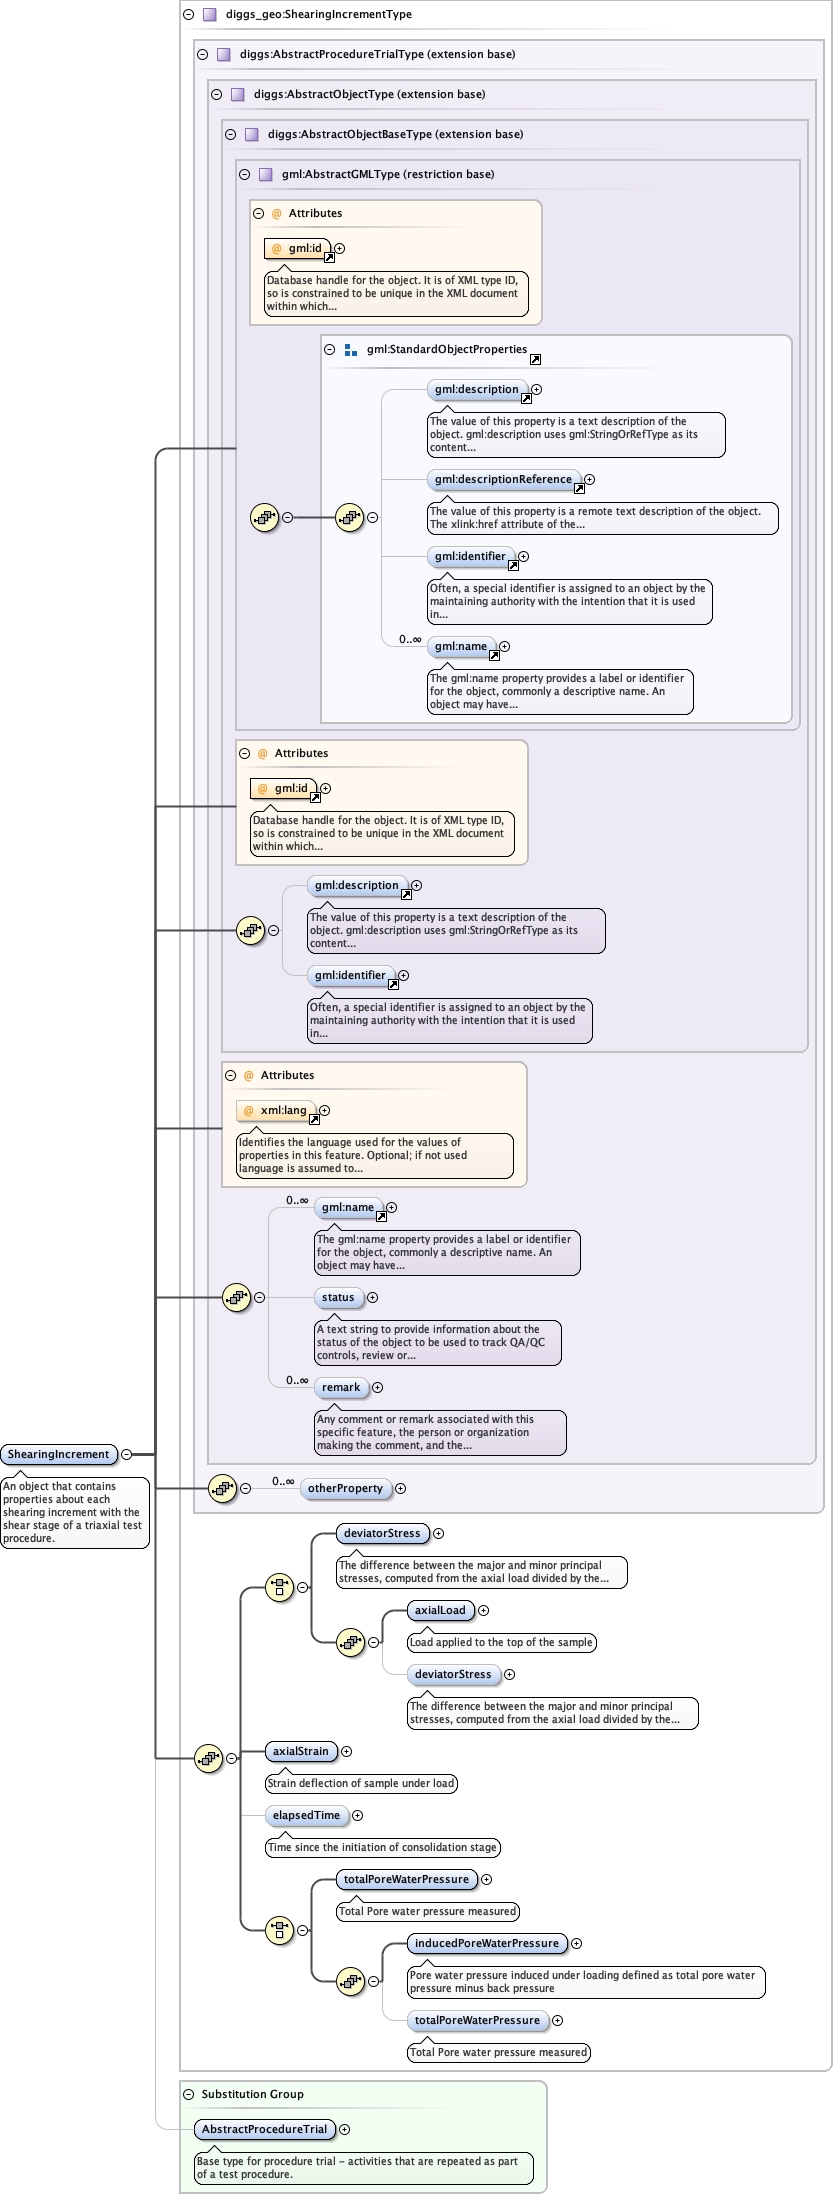 diggs_geo:ShearingIncrementType
diggs:AbstractProcedureTrialType (extension base)
diggs:AbstractObjectType (extension base)
diggs:AbstractObjectBaseType (extension base)
gml:AbstractGMLType (restriction base)
@ Attributes
@ gml:id
Database handle for the object. It is of XML type ID,
so is constrained to be unique in the XML document
within which...
gml:StandardObjectProperties
gml:description
The value of this property is a text description of the
object. gml:description uses gml:StringOrRefType as its
content...
gml:descriptionReference
The value of this property is a remote text description of the object.
The xlink:href attribute of the...
gml:identifier
Often, a special identifier is assigned to an object by the
maintaining authority with the intention that it is used
in...
0..∞
gml:name
The gml:name property provides a label or identifier
for the object, commonly a descriptive name. An
object may have...
@ Attributes
@ gml:id
Database handle for the object. It is of XML type ID,
so is constrained to be unique in the XML document
within which...
gml:description
The value of this property is a text description of the
object. gml:description uses gml:StringOrRefType as its
content...
gml:identifier
Often, a special identifier is assigned to an object by the
maintaining authority with the intention that it is used
in...
@ Attributes
@ xml:lang
Identifies the language used for the values of
properties in this feature. Optional; if not used
language is assumed to...
0..∞
gml:name
The gml:name property provides a label or identifier
for the object, commonly a descriptive name. An
object may have...
status
A text string to provide information about the
status of the object to be used to track QA/QC
controls, review or...
0..∞
remark
Any comment or remark associated with this
specific feature, the person or organization
making the comment, and the...
ShearingIncrement
An object that contains
properties about each
shearing increment with the
shear stage of a triaxial test
procedure.
0..∞
otherProperty
deviatorStress
The difference between the major and minor principal
stresses, computed from the axial load divided by the...
axialLoad
Load applied to the top of the sample
deviatorStress
The difference between the major and minor principal
stresses, computed from the axial load divided by the...
axialStrain
Strain deflection of sample under load
elapsedTime
Time since the initiation of consolidation stage
totalPoreWaterPressure
Total Pore water pressure measured
inducedPoreWaterPressure
Pore water pressure induced under loading defined as total pore water
pressure minus back pressure
totalPoreWaterPressure
Total Pore water pressure measured
Substitution Group
AbstractProcedureTrial
Base type for procedure trial – activities that are repeated as part
of a test procedure.